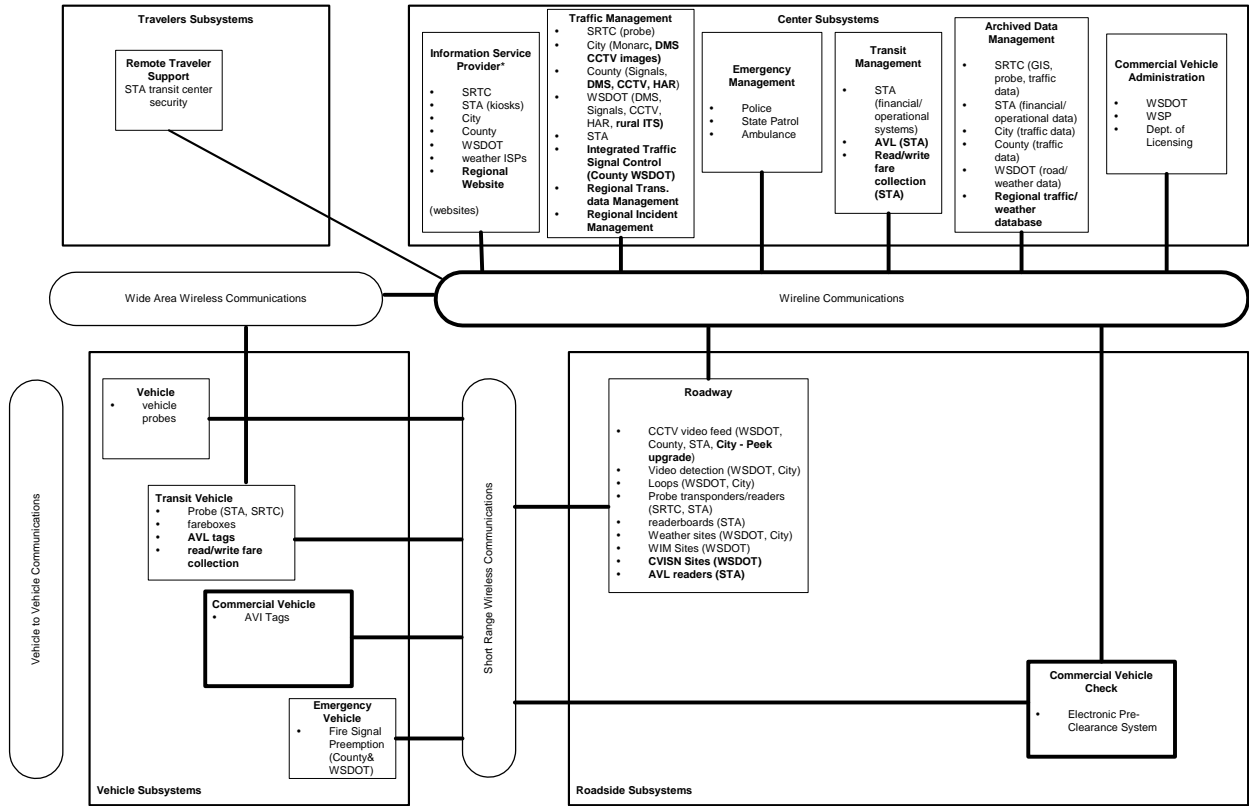 Travelers Subsystems
Remote Traveler
Support
STA transit center
security
Center Subsystems
Information Service
Provider*
• SRTC
• STA (kiosks)
• City
• County
• WSDOT
• weather ISPs
• Regional
Website
(websites)
Traffic Management
• SRTC (probe)
• City (Monarc, DMS
CCTV images)
• County (Signals,
DMS, CCTV, HAR)
• WSDOT (DMS,
Signals, CCTV,
HAR, rural ITS)
• STA
• Integrated Traffic
Signal Control
(County WSDOT)
• Regional Trans.
data Management
• Regional Incident
Management
Emergency
Management
• Police
• State Patrol
• Ambulance
Transit
Management
• STA
(financial/
operational
systems)
• AVL (STA)
• Read/write
fare
collection
(STA)
Archived Data
Management
• SRTC (GIS,
probe, traffic
data)
• STA (financial/
operational data)
• City (traffic data)
• County (traffic
data)
• WSDOT (road/
weather data)
• Regional traffic/
weather
database
Commercial Vehicle
Administration
• WSDOT
• WSP
• Dept. of
Licensing
Wide Area Wireless Communications
Wireline Communications
Vehicle to Vehicle Communications
Vehicle
• vehicle
probes
Transit Vehicle
• Probe (STA, SRTC)
• fareboxes
• AVL tags
• read/write fare
collection
Commercial Vehicle
• AVI Tags
Emergency
Vehicle
• Fire Signal
Preemption
(County&
WSDOT)
Vehicle Subsystems
Short Range Wireless Communications
Roadway
• CCTV video feed (WSDOT,
County, STA, City - Peek
upgrade)
• Video detection (WSDOT, City)
• Loops (WSDOT, City)
• Probe transponders/readers
(SRTC, STA)
• readerboards (STA)
• Weather sites (WSDOT, City)
• WIM Sites (WSDOT)
• CVISN Sites (WSDOT)
• AVL readers (STA)
Commercial Vehicle
Check
• Electronic Pre-
Clearance System
Roadside Subsystems